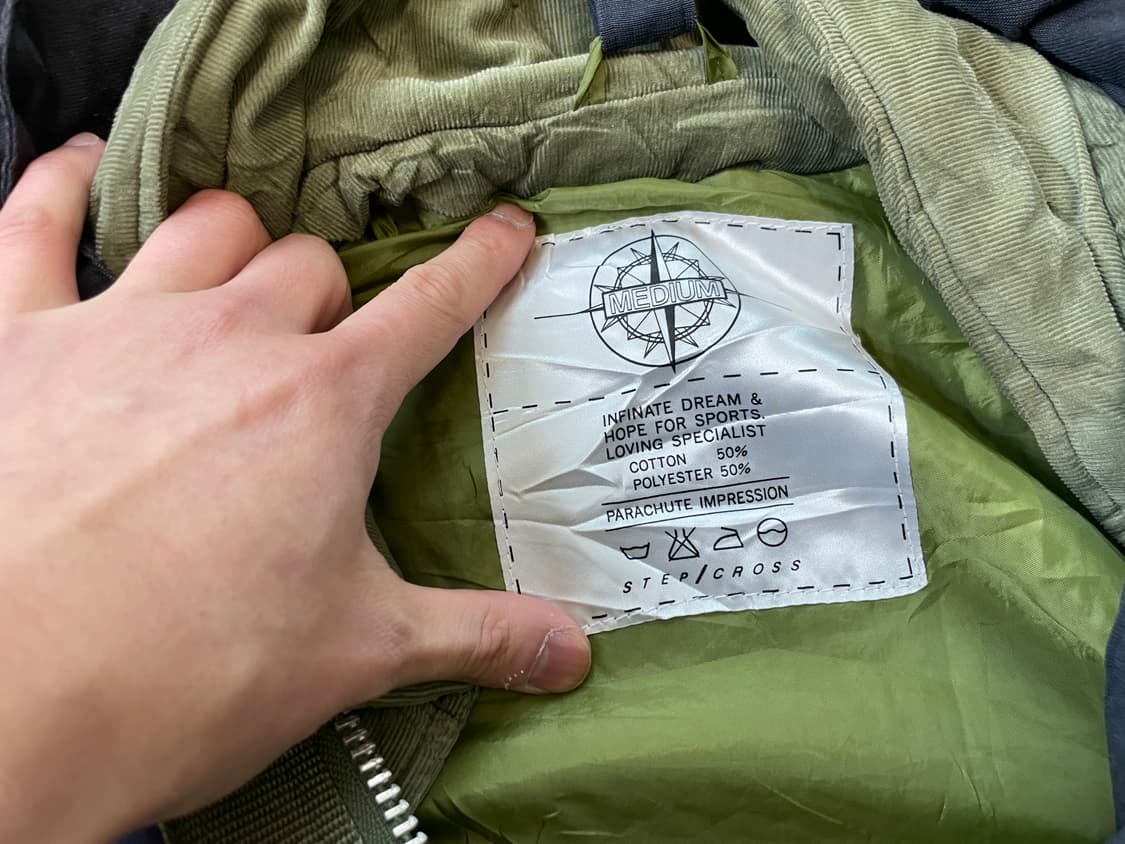 MEDIUM
INFINATE DREAM &
HOPE FOR SPORTS.
LOVING SPECIALIST
COTTON 50%
POLYESTER 50%
PARACHUTE IMPRESSION
STEP/CROSS